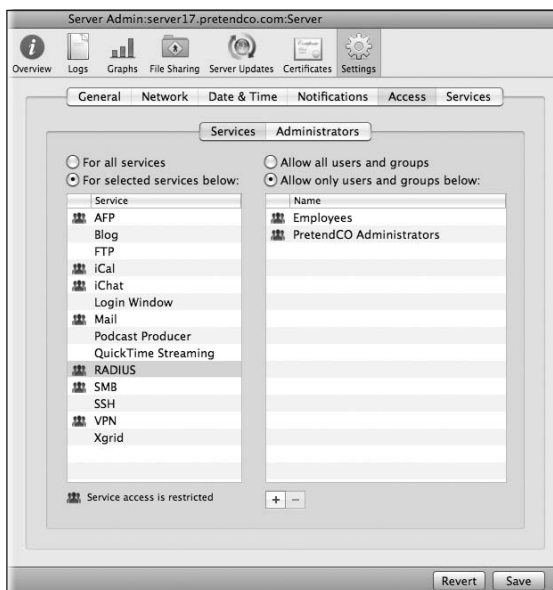 Server Admin:server17.pretendco.com:Server
Overview Logs Graphs File Sharing Server Updates Certificates Settings
General Network Date & Time Notifications Access Services
Services Administrators
For all services
For selected services below:
Service
AFP
Blog
FTP
iCal
iChat
Login Window
Mail
Podcast Producer
QuickTime Streaming
RADIUS
SMB
SSH
VPN
Xgrid
Service access is restricted
Allow all users and groups
Allow only users and groups below:
Name
Employees
PretendCO Administrators
+ −
Revert Save